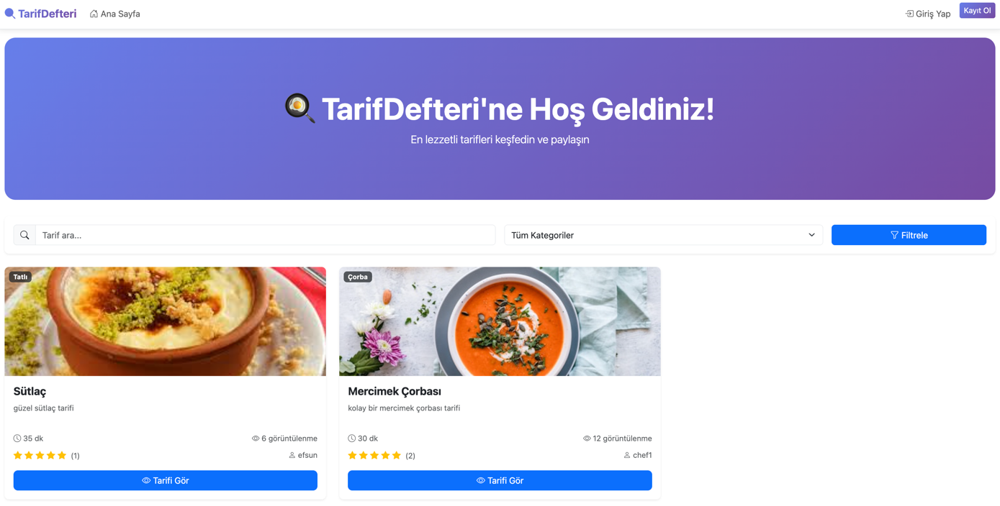 TarifDefteri
Ana Sayfa
Giriş Yap
Kayıt Ol
TarifDefteri'ne Hoş Geldiniz!
En lezzetli tarifleri keşfedin ve paylaşın
Tarif ara...
Tüm Kategoriler
Filtrele
Tatlı
Sütlaç
güzel sütlaç tarifi
35 dk
6 görüntülenme
(1)
efsun
Tarifi Gör
Çorba
Mercimek Çorbası
kolay bir mercimek çorbası tarifi
30 dk
12 görüntülenme
(2)
chef1
Tarifi Gör